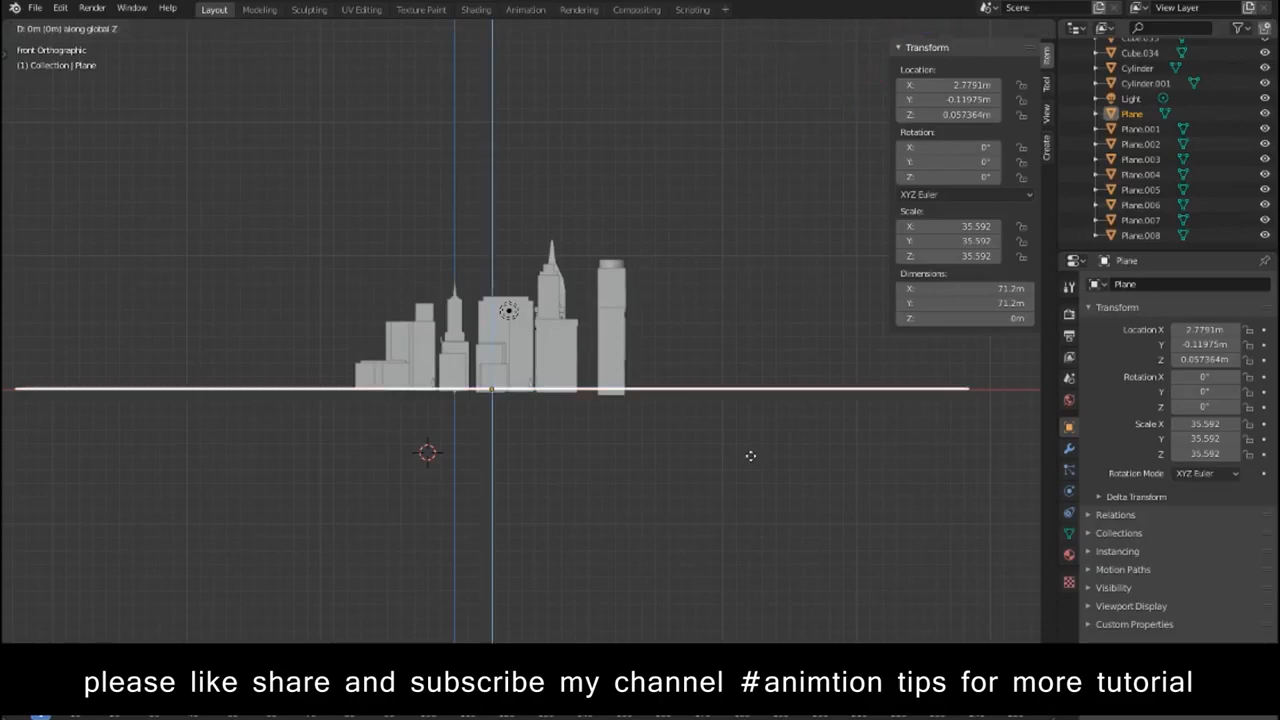 File Edit Render Window Help Layout Modeling Sculpting UV Editing Texture Paint Shading Animation Rendering Compositing Scripting + Scene View Layer
D: 0m (0m) along global Z
Front Orthographic
(1) Collection | Plane
Transform
Location:
X: 2.7791m
Y: -0.11975m
Z: 0.057364m
Rotation:
X: 0°
Y: 0°
Z: 0°
XYZ Euler
Scale:
X: 35.592
Y: 35.592
Z: 35.592
Dimensions:
X: 71.2m
Y: 71.2m
Z: 0m
Item
Tool
View
Create
Cube.034
Cylinder
Cylinder.001
Light
Plane
Plane.001
Plane.002
Plane.003
Plane.004
Plane.005
Plane.006
Plane.007
Plane.008
Plane
Plane
Transform
Location X 2.7791m
Y -0.11975m
Z 0.057364m
Rotation X 0°
Y 0°
Z 0°
Scale X 35.592
Y 35.592
Z 35.592
Rotation Mode XYZ Euler
Delta Transform
Relations
Collections
Instancing
Motion Paths
Visibility
Viewport Display
Custom Properties
please like share and subscribe my channel #animtion tips for more tutorial